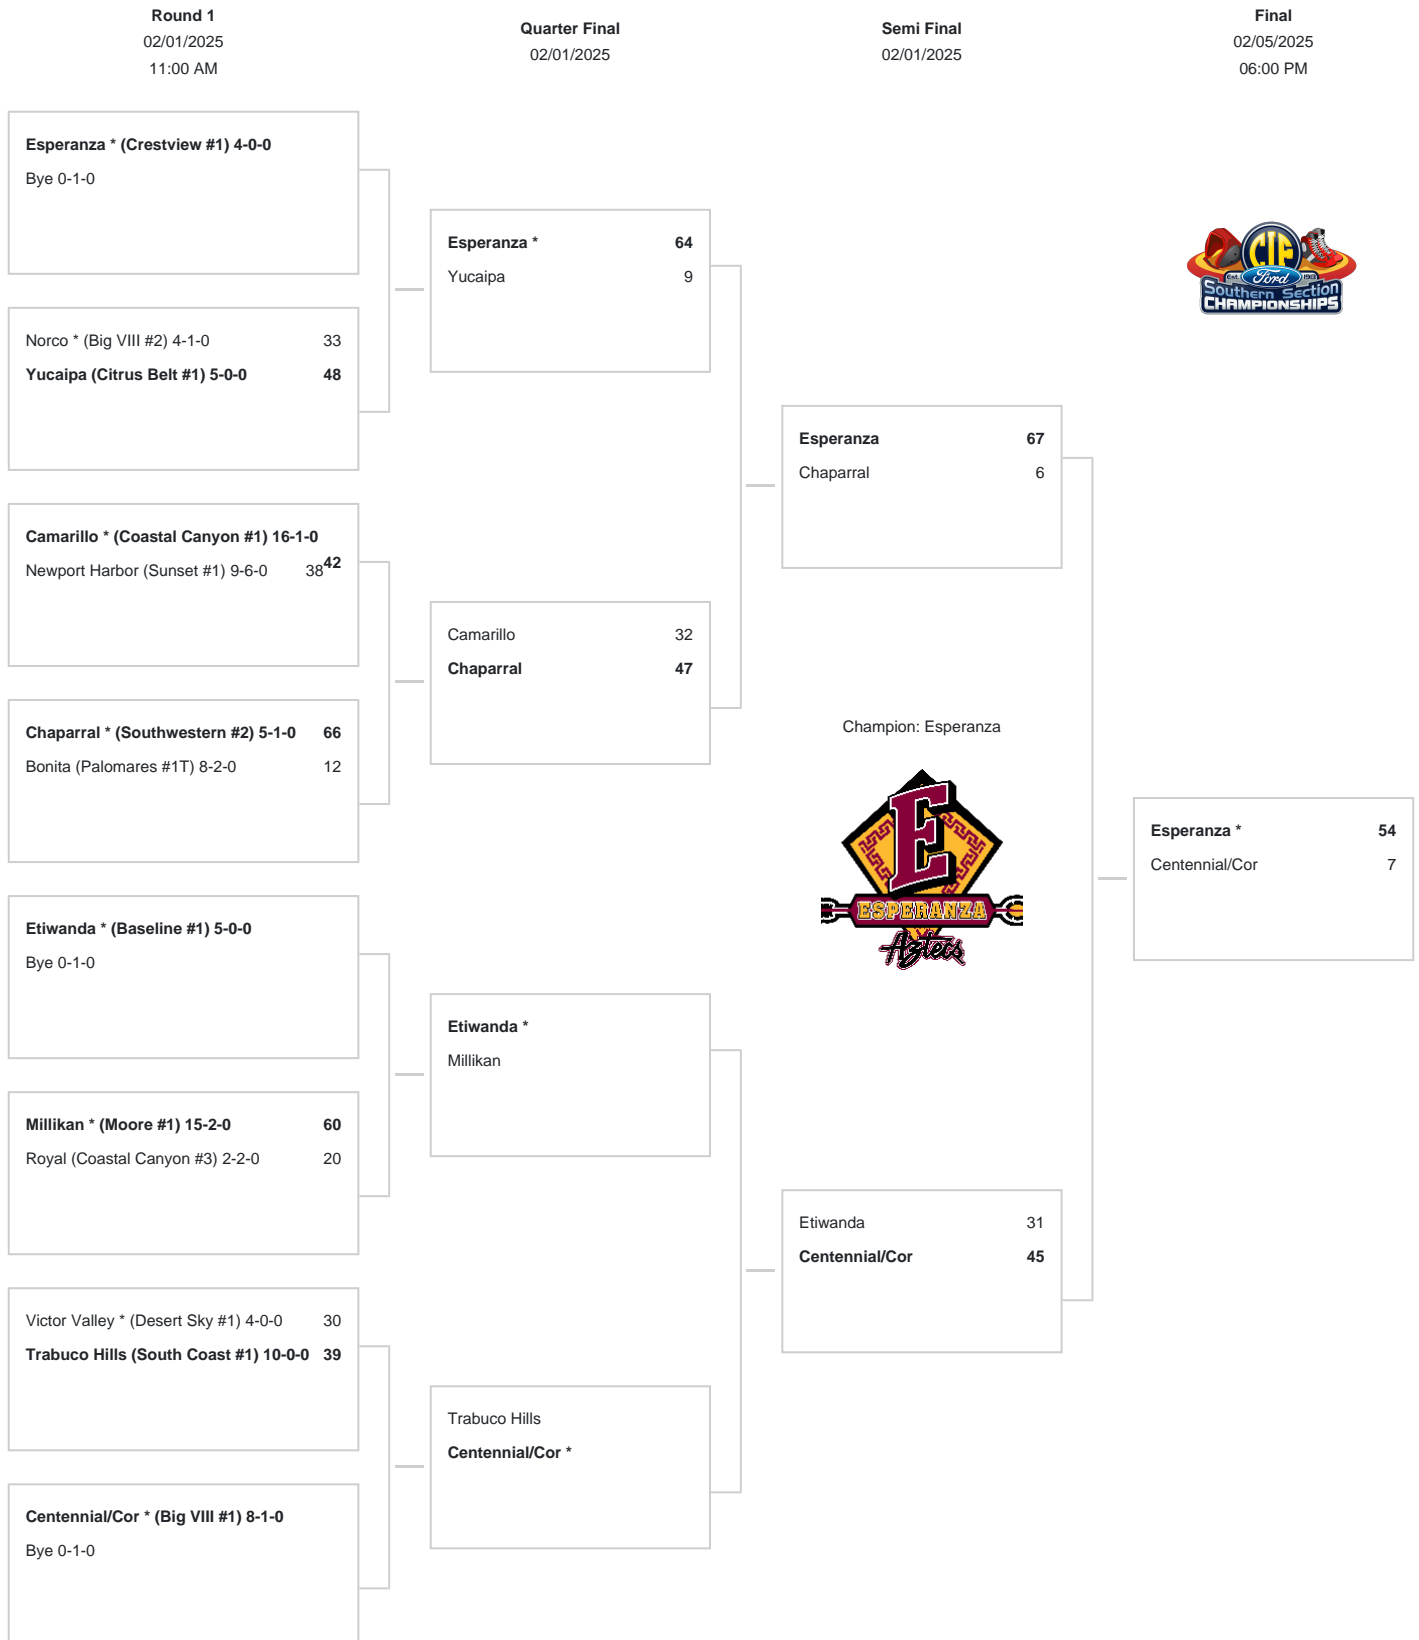 Round 1
02/01/2025
11:00 AM
Quarter Final
02/01/2025
Semi Final
02/01/2025
Final
02/05/2025
06:00 PM
Esperanza * (Crestview #1) 4-0-0
Bye 0-1-0
Norco * (Big VIII #2) 4-1-0 33
Yucaipa (Citrus Belt #1) 5-0-0 48
Camarillo * (Coastal Canyon #1) 16-1-0 42
Newport Harbor (Sunset #1) 9-6-0 38
Chaparral * (Southwestern #2) 5-1-0 66
Bonita (Palomares #1T) 8-2-0 12
Etiwanda * (Baseline #1) 5-0-0
Bye 0-1-0
Millikan * (Moore #1) 15-2-0 60
Royal (Coastal Canyon #3) 2-2-0 20
Victor Valley * (Desert Sky #1) 4-0-0 30
Trabuco Hills (South Coast #1) 10-0-0 39
Centennial/Cor * (Big VIII #1) 8-1-0
Bye 0-1-0
Esperanza * 64
Yucaipa 9
Camarillo 32
Chaparral 47
Etiwanda *
Millikan
Trabuco Hills
Centennial/Cor *
Esperanza 67
Chaparral 6
Etiwanda 31
Centennial/Cor 45
Champion: Esperanza
E
ESPERANZA
Aztecs
CIF
Est. 1913
Ford
Southern Section
CHAMPIONSHIPS
Esperanza * 54
Centennial/Cor 7